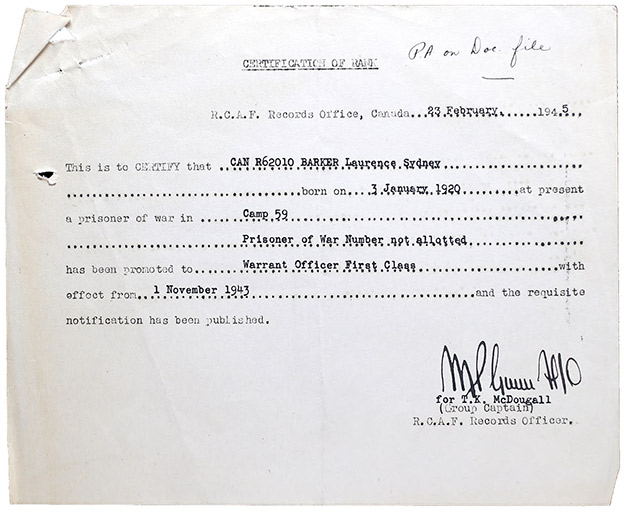 PA on Doc. file
CERTIFICATION OF RANK
R.C.A.F. Records Office, Canada...23 February,......1945...
This is to CERTIFY that ...CAN R62010 BARKER Laurence Sydney...
born on....3 January 1920...at present
a prisoner of war in......Camp 59...
Prisoner of War Number not allotted...
has been promoted to......Warrant Officer First Class...with
effect from...1 November 1943...and the requisite
notification has been published.
for T.K. McDougall
(Group Captain)
R.C.A.F. Records Officer.